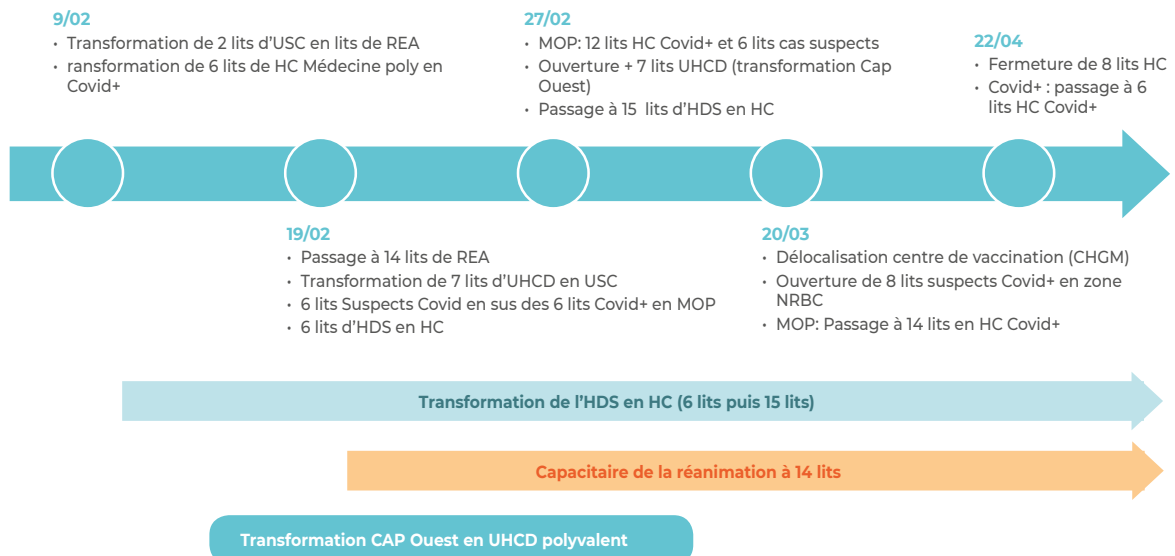 9/02
• Transformation de 2 lits d'USC en lits de REA
• ransformation de 6 lits de HC Médecine poly en
Covid+
27/02
• MOP: 12 lits HC Covid+ et 6 lits cas suspects
• Ouverture + 7 lits UHCD (transformation Cap
Ouest)
• Passage à 15 lits d'HDS en HC
22/04
• Fermeture de 8 lits HC
• Covid+ : passage à 6
lits HC Covid+
19/02
• Passage à 14 lits de REA
• Transformation de 7 lits d'UHCD en USC
• 6 lits Suspects Covid en sus des 6 lits Covid+ en MOP
• 6 lits d'HDS en HC
20/03
• Délocalisation centre de vaccination (CHGM)
• Ouverture de 8 lits suspects Covid+ en zone
NRBC
• MOP: Passage à 14 lits en HC Covid+
Transformation de l'HDS en HC (6 lits puis 15 lits)
Capacitaire de la réanimation à 14 lits
Transformation CAP Ouest en UHCD polyvalent